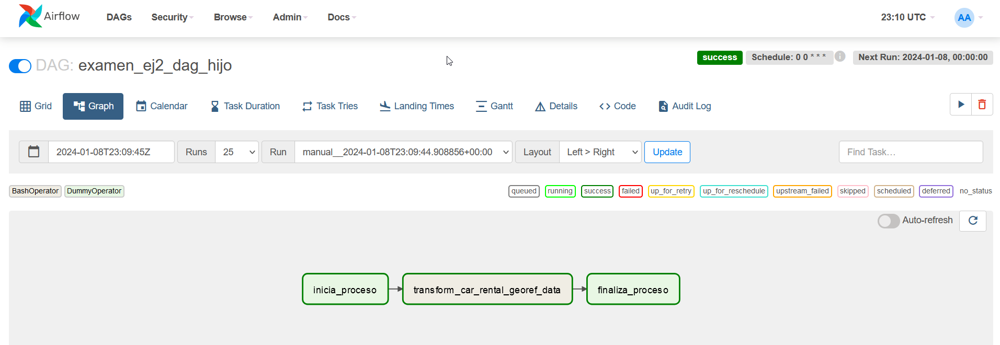 Airflow DAGs Security Browse Admin Docs 23:10 UTC AA
DAG: examen_ej2_dag_hijo success Schedule: 0 0 * * * i Next Run: 2024-01-08, 00:00:00
Grid Graph Calendar Task Duration Task Tries Landing Times Gantt Details Code Audit Log
2024-01-08T23:09:45Z Runs 25 Run manual__2024-01-08T23:09:44.908856+00:00 Layout Left > Right Update Find Task…
BashOperator DummyOperator queued running success failed up_for_retry up_for_reschedule upstream_failed skipped scheduled deferred no_status
Auto-refresh
inicia_proceso transform_car_rental_georef_data finaliza_proceso